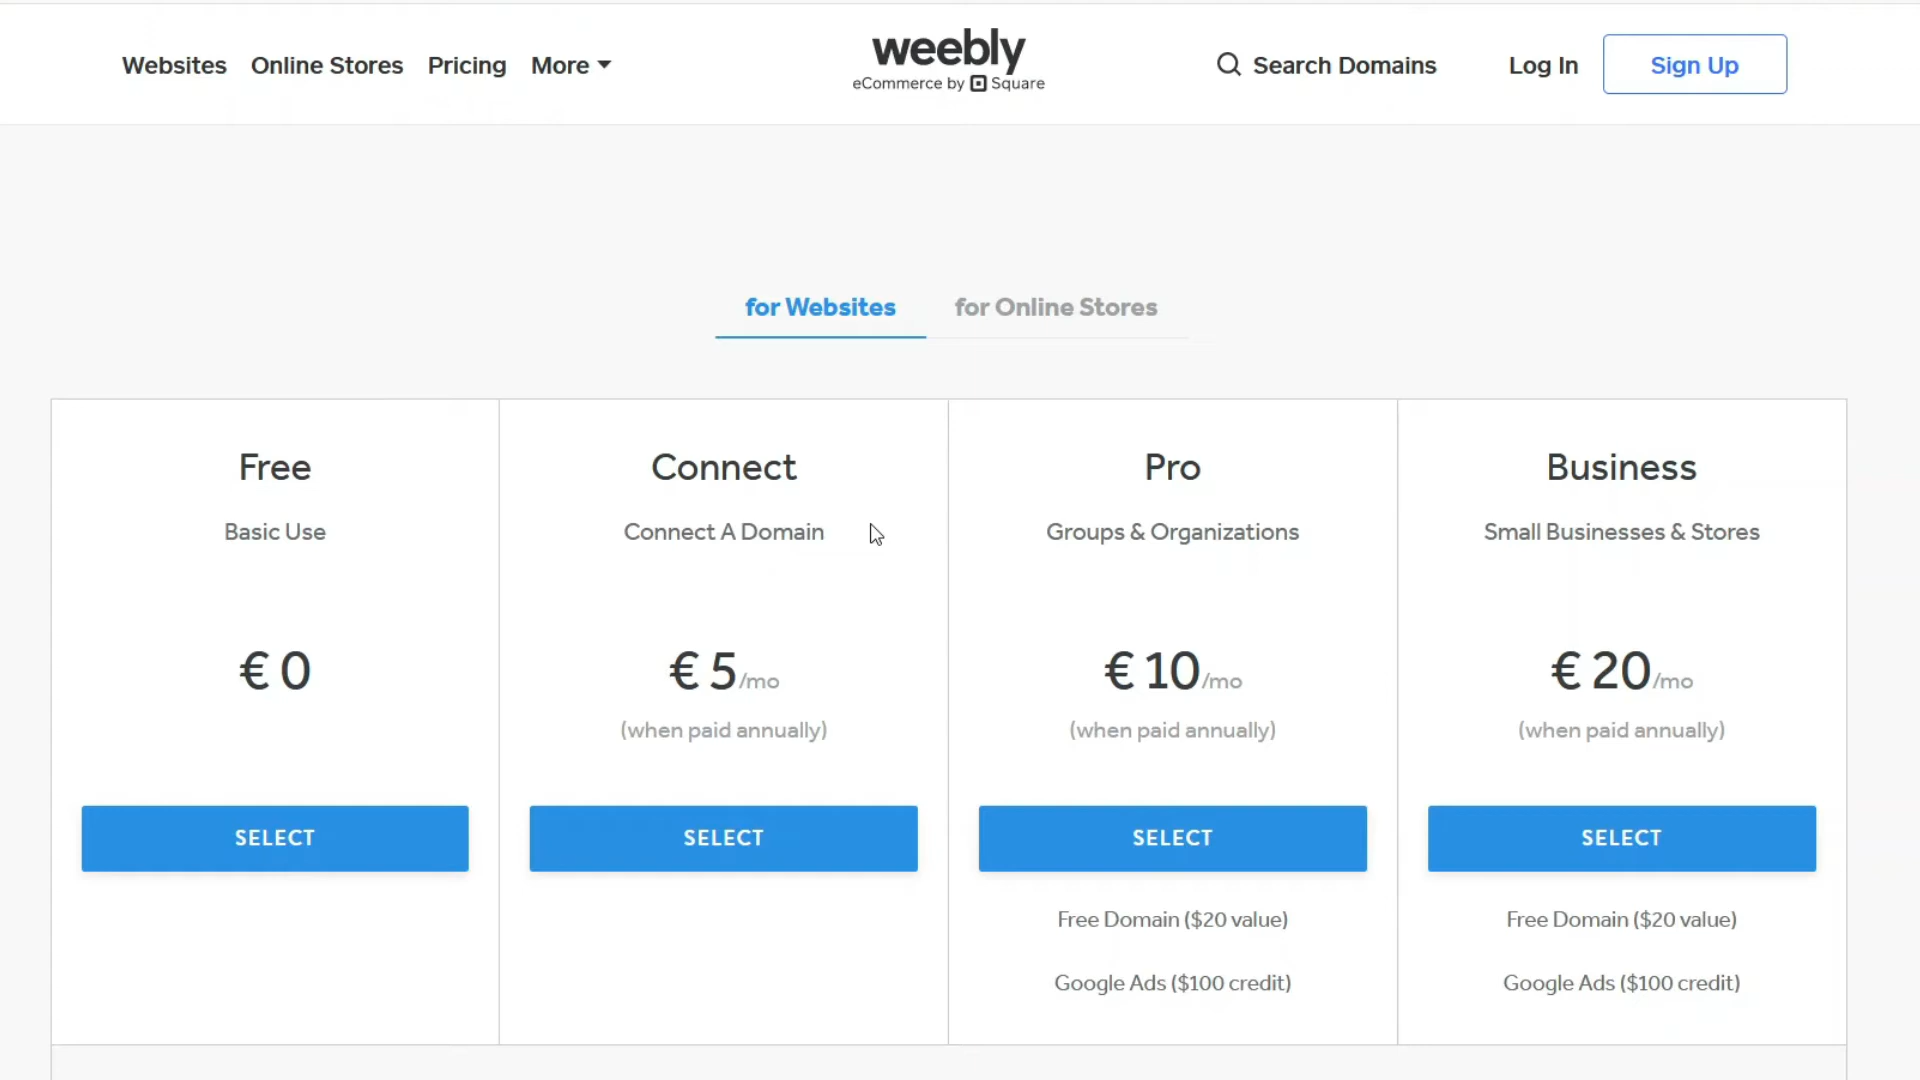 Websites Online Stores Pricing More
weebly
eCommerce by Square
Search Domains
Log In
Sign Up
for Websites
for Online Stores
Free
Basic Use
€ 0
SELECT
Connect
Connect A Domain
€ 5/mo
(when paid annually)
SELECT
Pro
Groups & Organizations
€ 10/mo
(when paid annually)
SELECT
Free Domain ($20 value)
Google Ads ($100 credit)
Business
Small Businesses & Stores
€ 20/mo
(when paid annually)
SELECT
Free Domain ($20 value)
Google Ads ($100 credit)